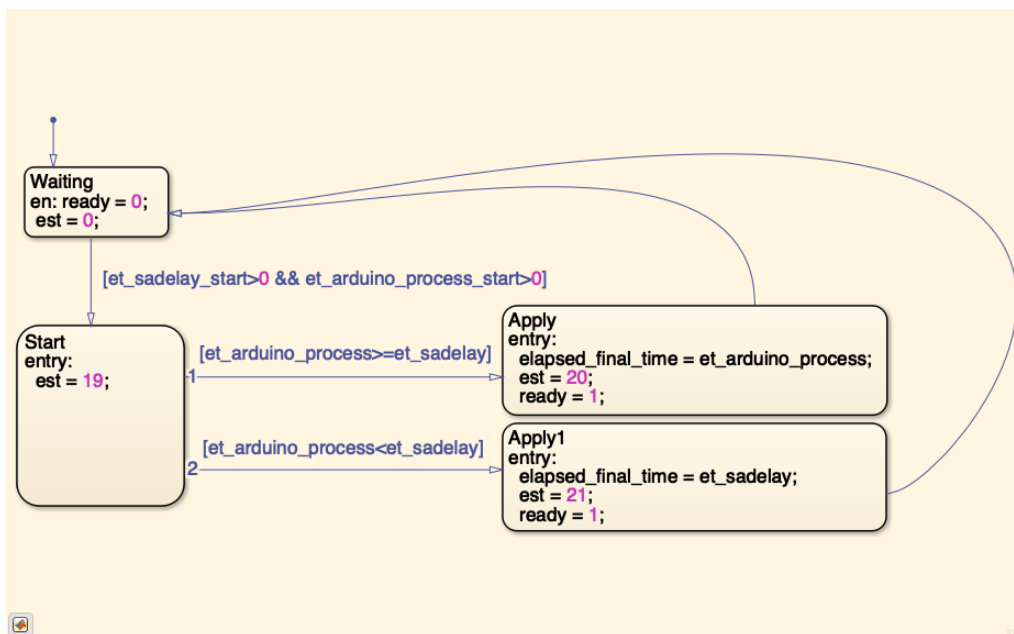 Waiting
en: ready = 0;
est = 0;
[et_sadelay_start>0 && et_arduino_process_start>0]
Start
entry:
est = 19;
1
[et_arduino_process>=et_sadelay]
Apply
entry:
elapsed_final_time = et_arduino_process;
est = 20;
ready = 1;
2
[et_arduino_process<et_sadelay]
Apply1
entry:
elapsed_final_time = et_sadelay;
est = 21;
ready = 1;